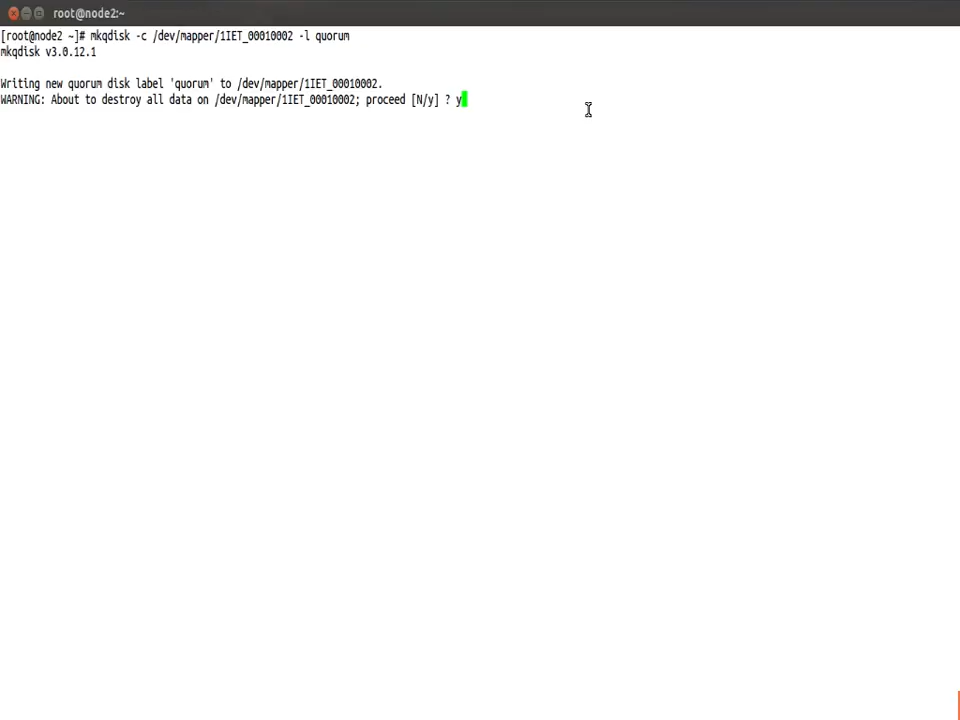 root@node2:~
[root@node2 ~]# mkqdisk -c /dev/mapper/1IET_00010002 -l quorum
mkqdisk v3.0.12.1
Writing new quorum disk label 'quorum' to /dev/mapper/1IET_00010002.
WARNING: About to destroy all data on /dev/mapper/1IET_00010002; proceed [N/y] ? y